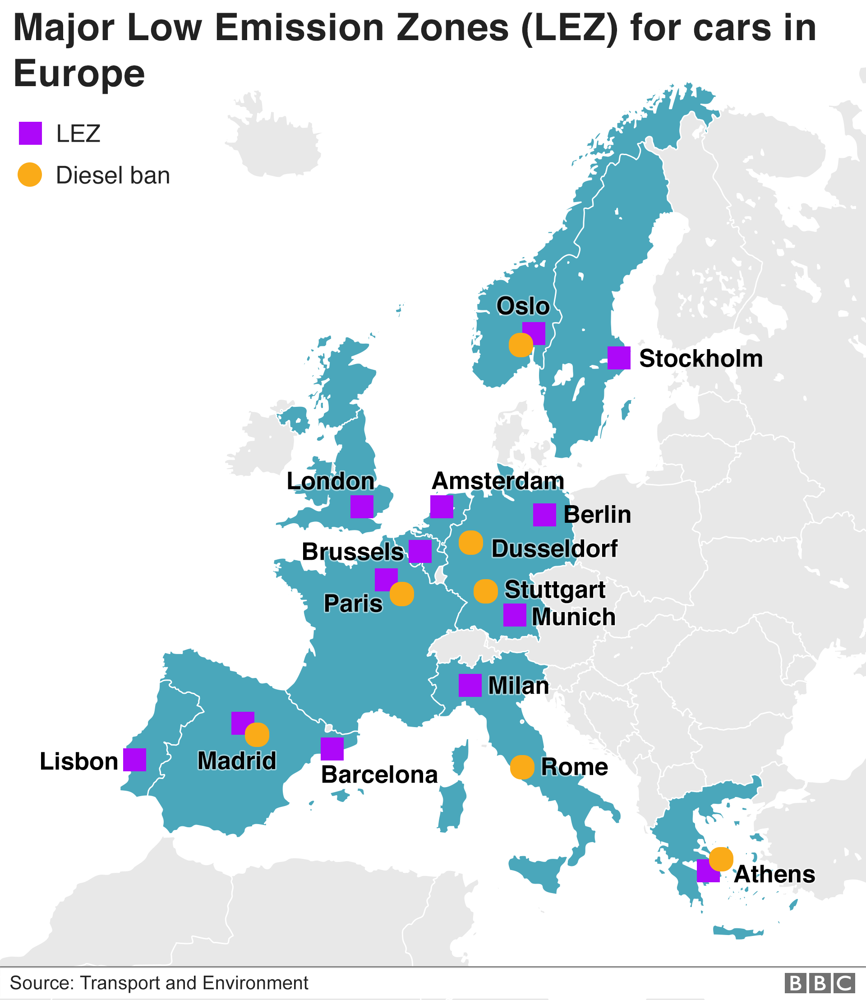 Major Low Emission Zones (LEZ) for cars in
Europe
LEZ
Diesel ban
Oslo
Stockholm
London
Amsterdam
Berlin
Dusseldorf
Brussels
Stuttgart
Paris
Munich
Milan
Lisbon
Madrid
Barcelona
Rome
Athens
Source: Transport and Environment
BBC